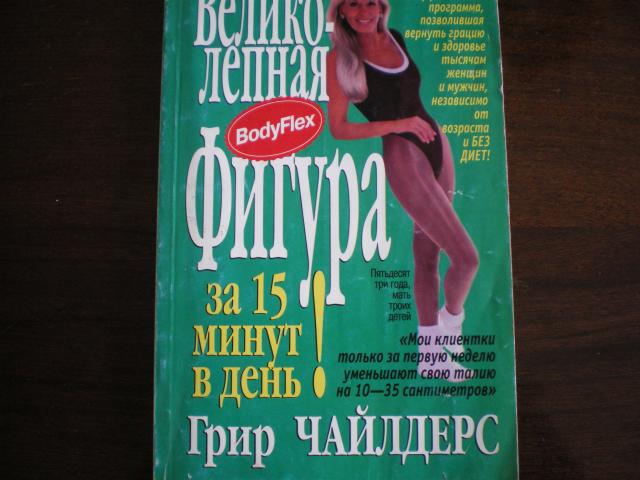 Велико-
лепная
программа,
позволившая
вернуть грацию
и здоровье
тысячам
женщин
и мужчин,
независимо
от
возраста
и БЕЗ
ДИЕТ!
BodyFlex
Фигура
за 15
минут
в день!
Пятьдесят
три года,
мать
троих
детей
«Мои клиентки
только за первую неделю
уменьшают свою талию
на 10—35 сантиметров»
Грир ЧАЙЛДЕРС